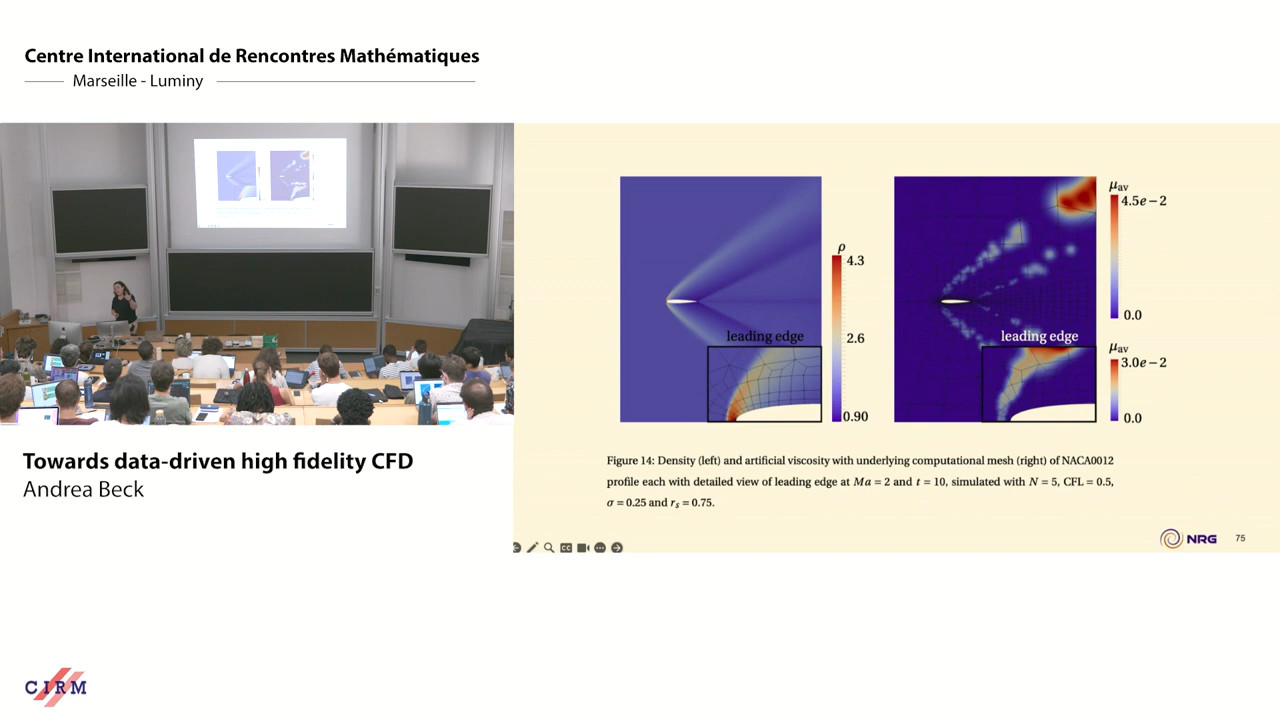 Centre International de Rencontres Mathématiques
Marseille - Luminy
ρ
4.3
2.6
0.90
leading edge
μav
4.5e−2
0.0
leading edge
μav
3.0e−2
0.0
Figure 14: Density (left) and artificial viscosity with underlying computational mesh (right) of NACA0012
profile each with detailed view of leading edge at Ma = 2 and t = 10, simulated with N = 5, CFL = 0.5,
σ = 0.25 and rs = 0.75.
NRG 75
Towards data-driven high fidelity CFD
Andrea Beck
CIRM